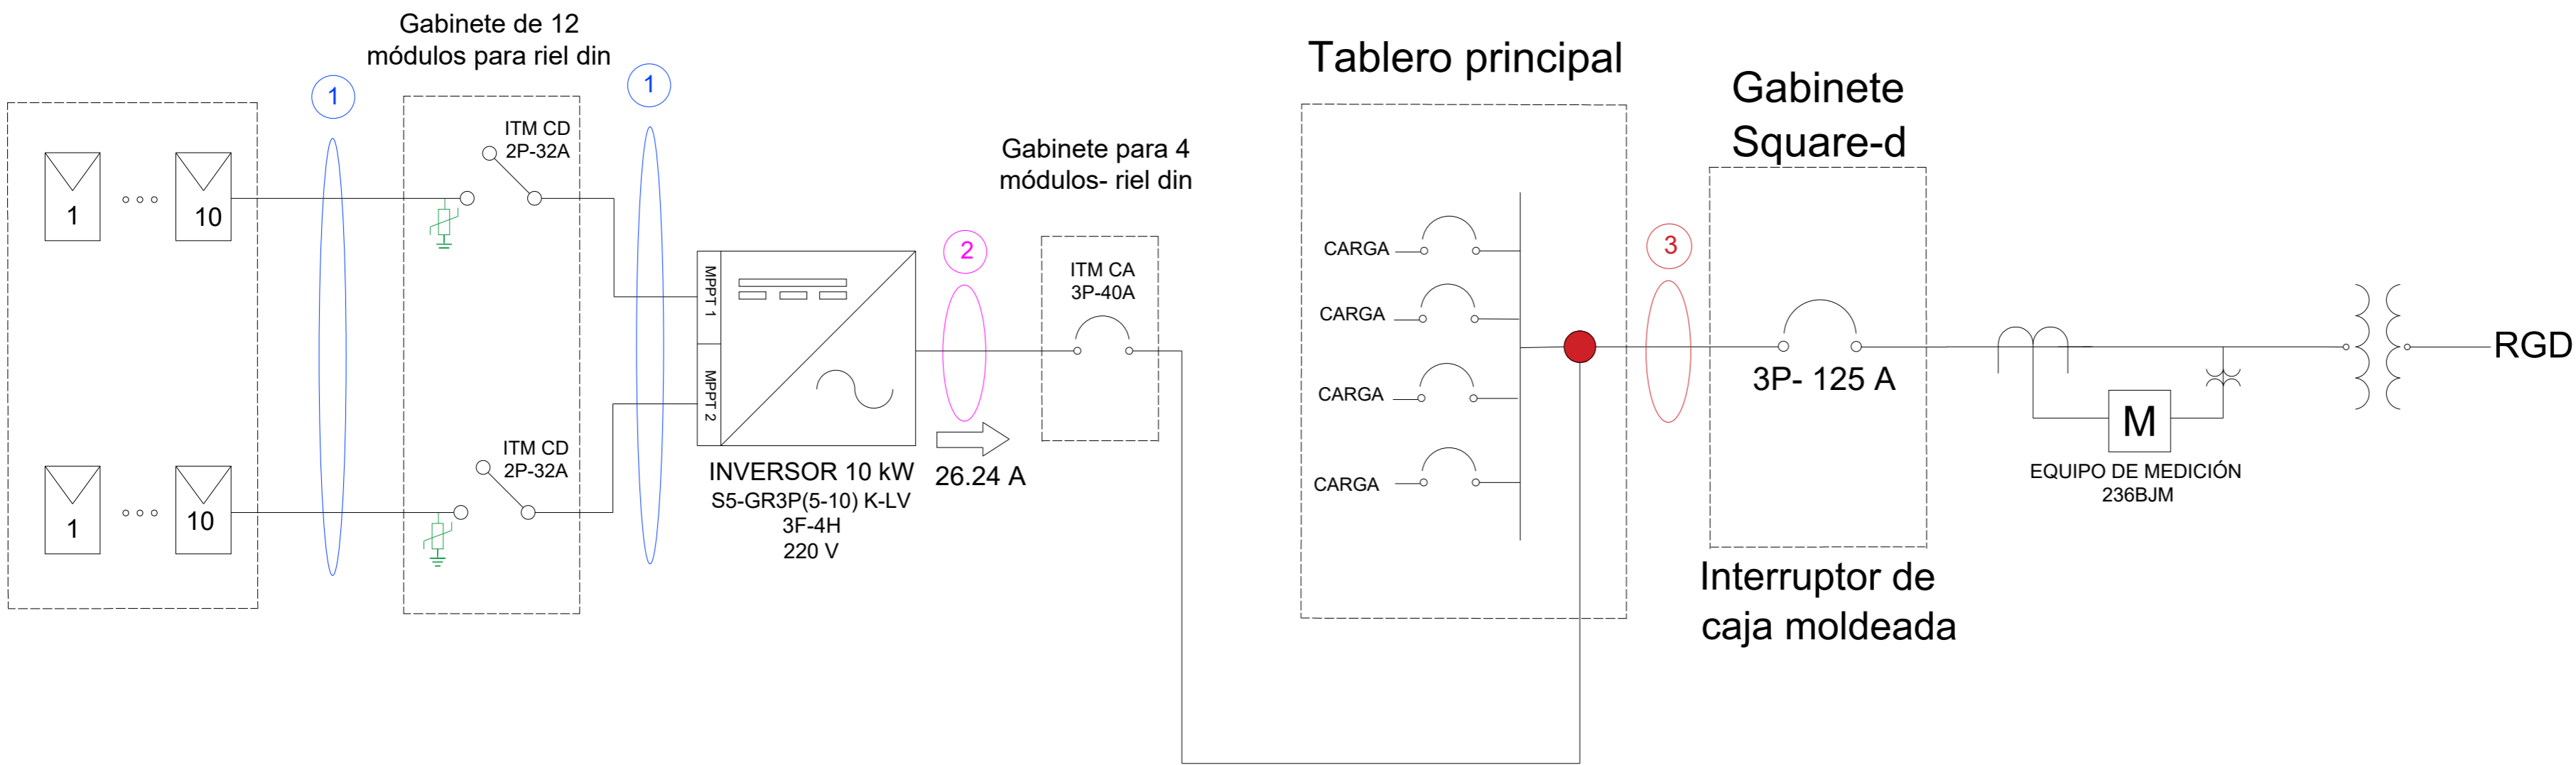 Gabinete de 12
módulos para riel din
1
1
1
10
ITM CD
2P-32A
1
10
ITM CD
2P-32A
MPPT 1
MPPT 2
INVERSOR 10 kW
S5-GR3P(5-10) K-LV
3F-4H
220 V
2
26.24 A
Gabinete para 4
módulos- riel din
ITM CA
3P-40A
Tablero principal
CARGA
CARGA
CARGA
CARGA
3
Gabinete
Square-d
3P- 125 A
Interruptor de
caja moldeada
M
EQUIPO DE MEDICIÓN
236BJM
RGD